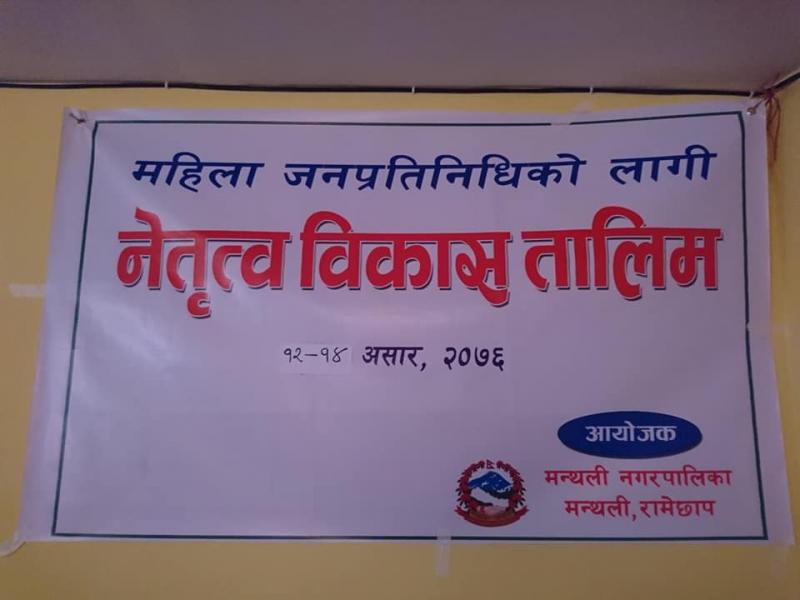 महिला जनप्रतिनिधिको लागी
नेतृत्व विकास तालिम
१२-१४ असार, २०७६
आयोजक
मन्थली नगरपालिका
मन्थली, रामेछाप